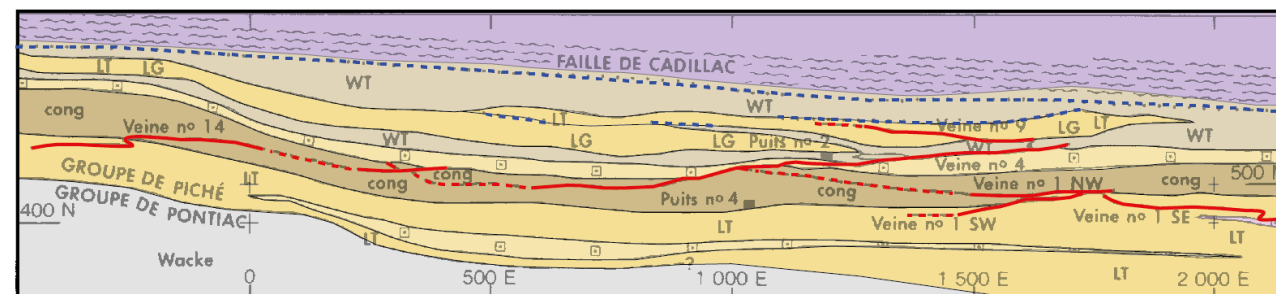 FAILLE DE CADILLAC
LT
LG
WT
WT
cong
Veine nº 14
LT
Veine nº 9
LG
LT
WT
LG
LG
Puits nº 2
WT
WT
Veine nº 4
cong
cong
cong
Veine nº 1 NW
cong
500 N
GROUPE DE PICHÉ
LT
GROUPE DE PONTIAC
400 N
Puits nº 4
LT
Veine nº 1 SW
Veine nº 1 SE
LT
LT
Wacke
?
LT
0
500 E
1 000 E
1 500 E
2 000 E